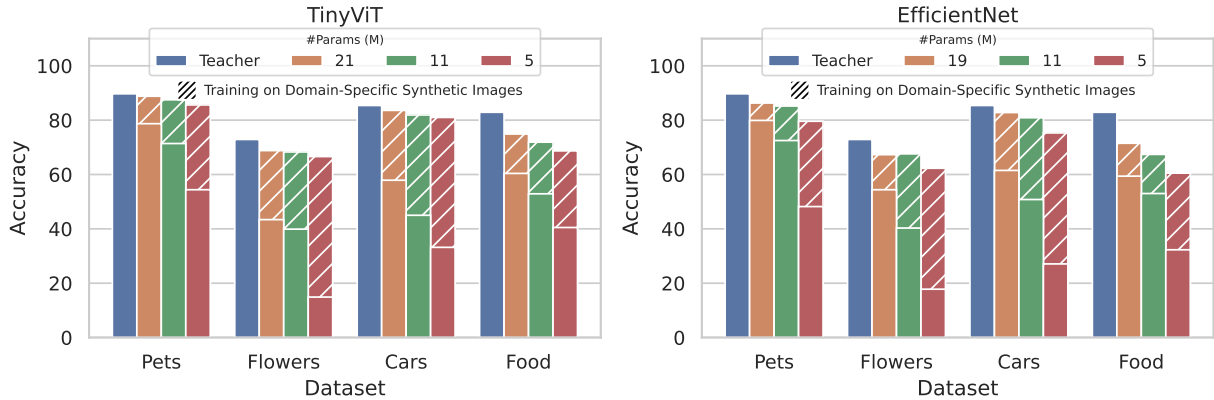 TinyViT
#Params (M)
Teacher 21 11 5
Training on Domain-Specific Synthetic Images
Accuracy
100
80
60
40
20
0
Pets Flowers Cars Food
Dataset
EfficientNet
#Params (M)
Teacher 19 11 5
Training on Domain-Specific Synthetic Images
Accuracy
100
80
60
40
20
0
Pets Flowers Cars Food
Dataset